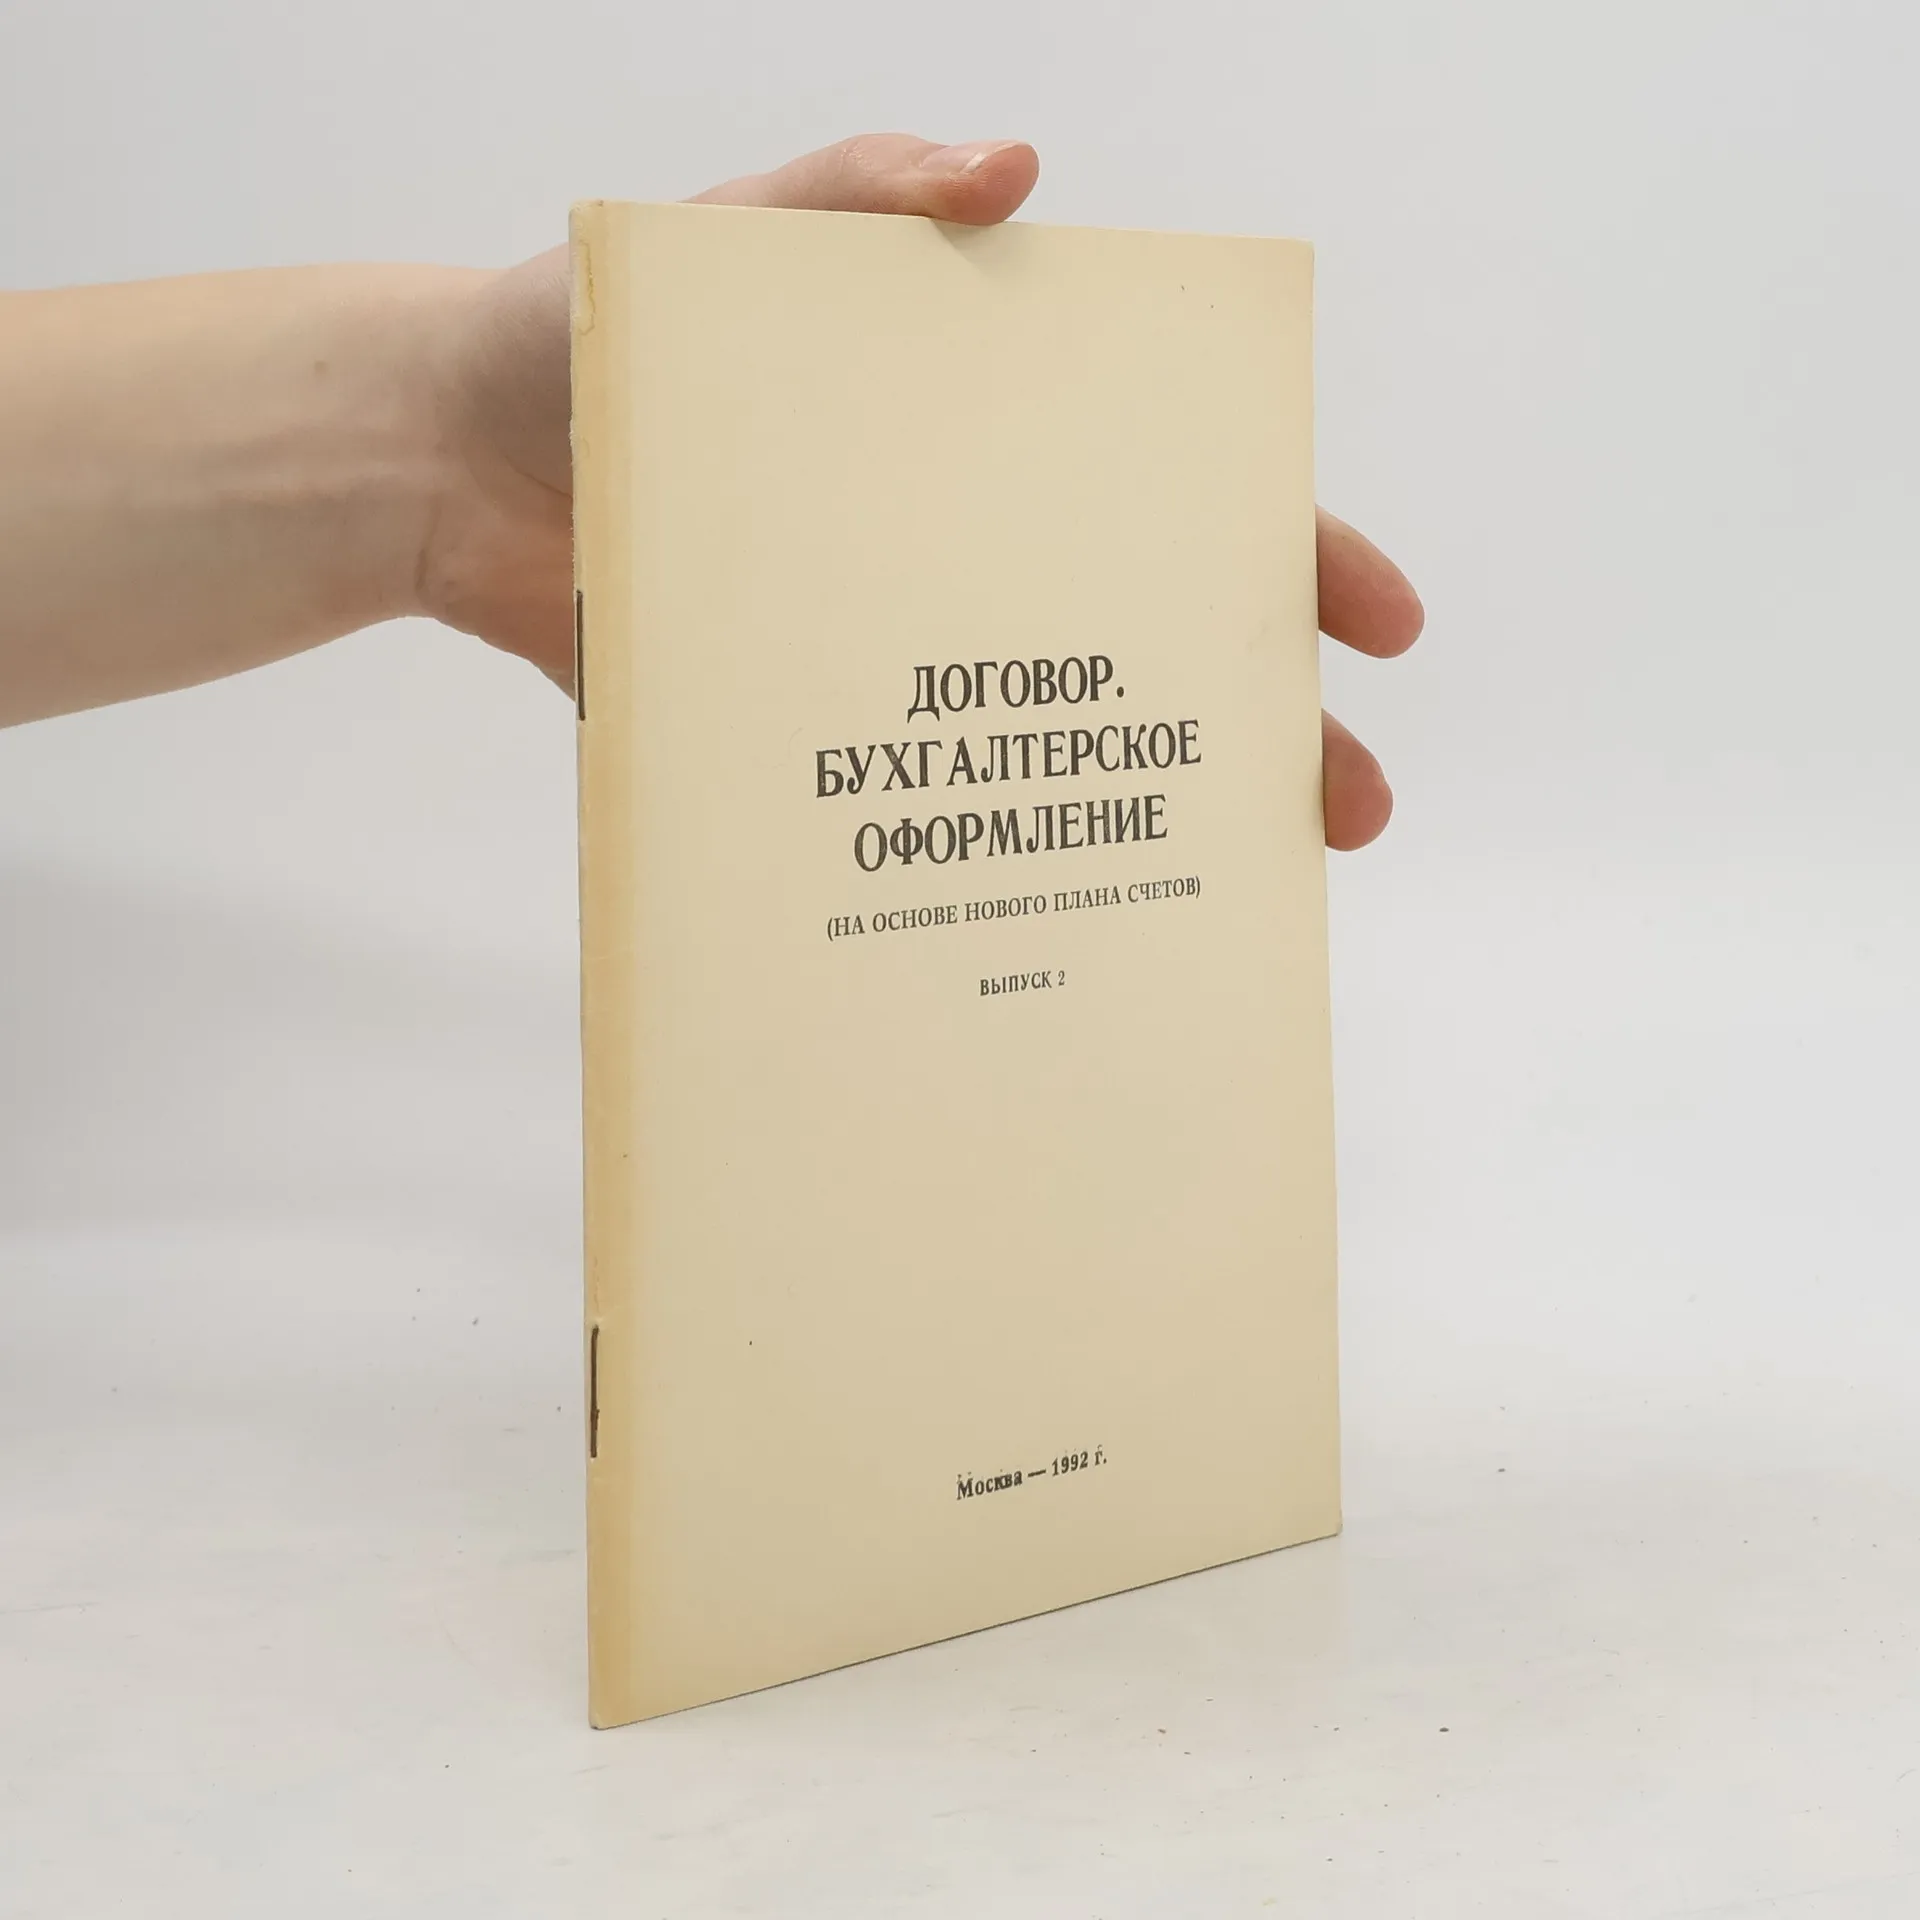 ДОГОВОР.
БУХГАЛТЕРСКОЕ
ОФОРМЛЕНИЕ
(НА ОСНОВЕ НОВОГО ПЛАНА СЧЕТОВ)
ВЫПУСК 2
Москва — 1992 г.